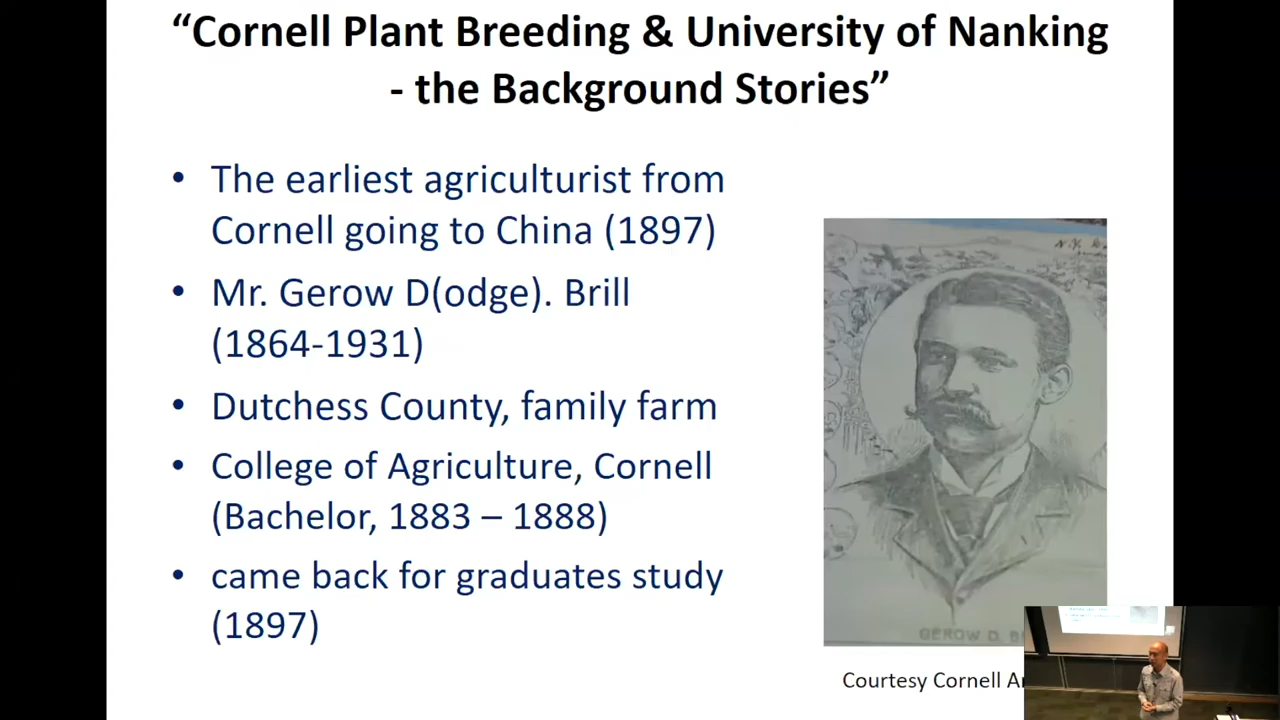 “Cornell Plant Breeding & University of Nanking
- the Background Stories”
• The earliest agriculturist from
Cornell going to China (1897)
• Mr. Gerow D(odge). Brill
(1864-1931)
• Dutchess County, family farm
• College of Agriculture, Cornell
(Bachelor, 1883 – 1888)
• came back for graduates study
(1897)
N.Y.
GEROW D.
Courtesy Cornell